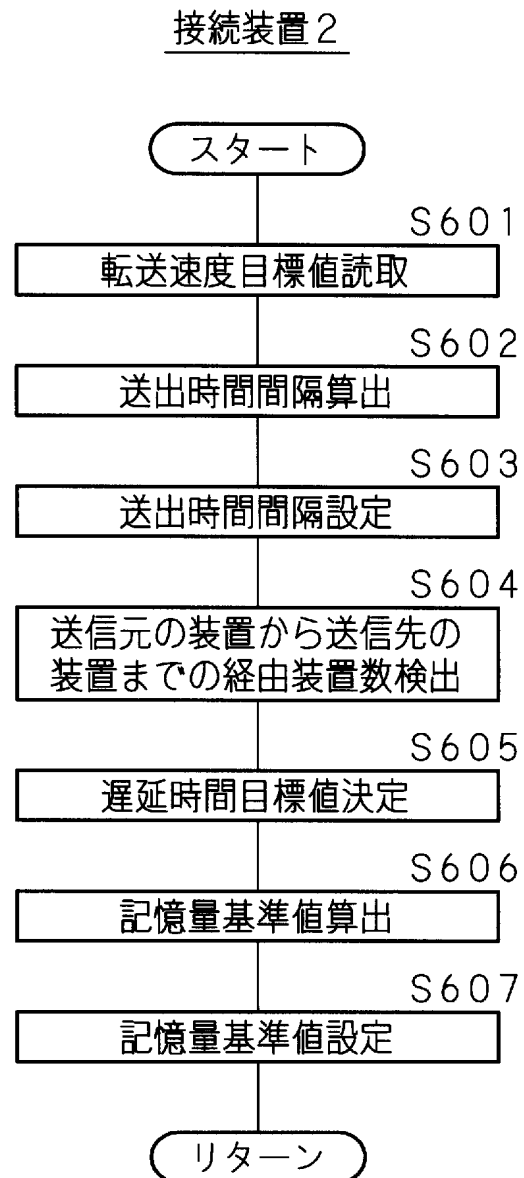 接続装置2
スタート
S601
転送速度目標値読取
S602
送出時間間隔算出
S603
送出時間間隔設定
S604
送信元の装置から送信先の
装置までの経由装置数検出
S605
遅延時間目標値決定
S606
記憶量基準値算出
S607
記憶量基準値設定
リターン